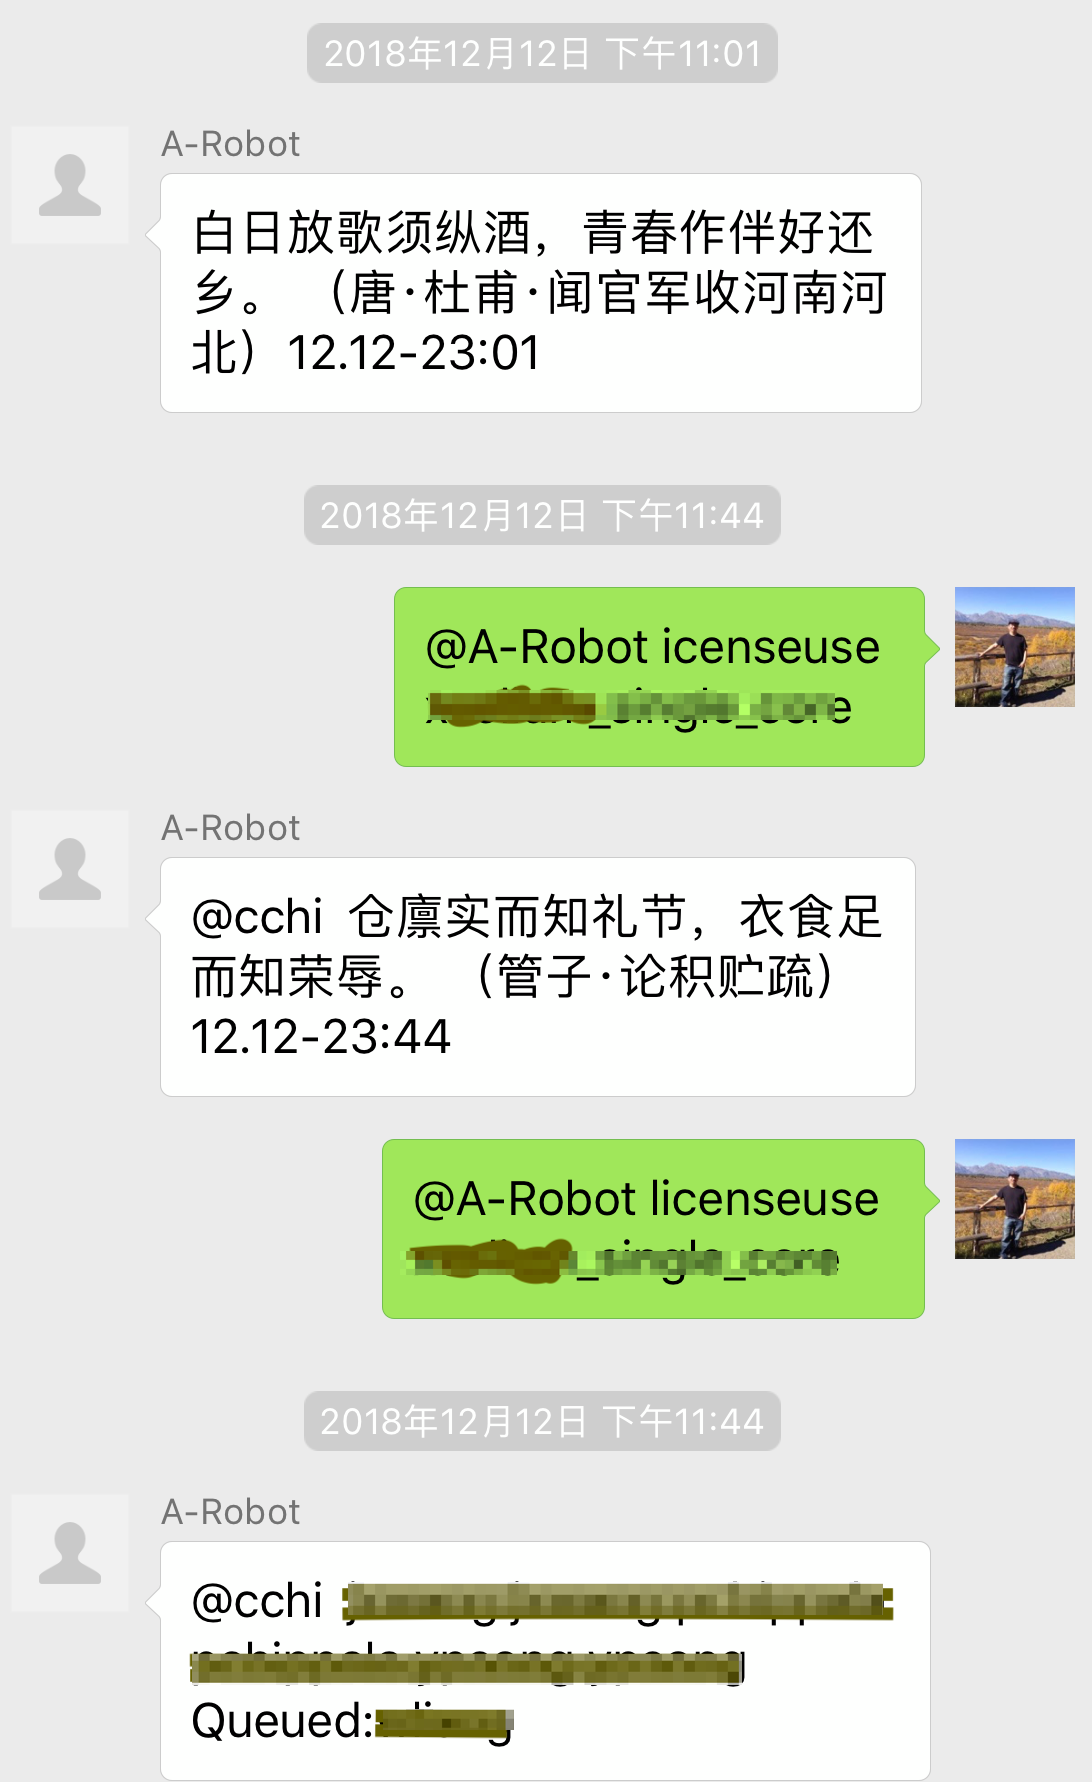 2018年12月12日 下午11:01
A-Robot
白日放歌须纵酒，青春作伴好还
乡。 （唐·杜甫·闻官军收河南河
北）12.12-23:01
2018年12月12日 下午11:44
@A-Robot icenseuse
_single_core
A-Robot
@cchi 仓廪实而知礼节，衣食足
而知荣辱。 （管子·论积贮疏）
12.12-23:44
@A-Robot licenseuse
_single_core
2018年12月12日 下午11:44
A-Robot
@cchi
Queued: